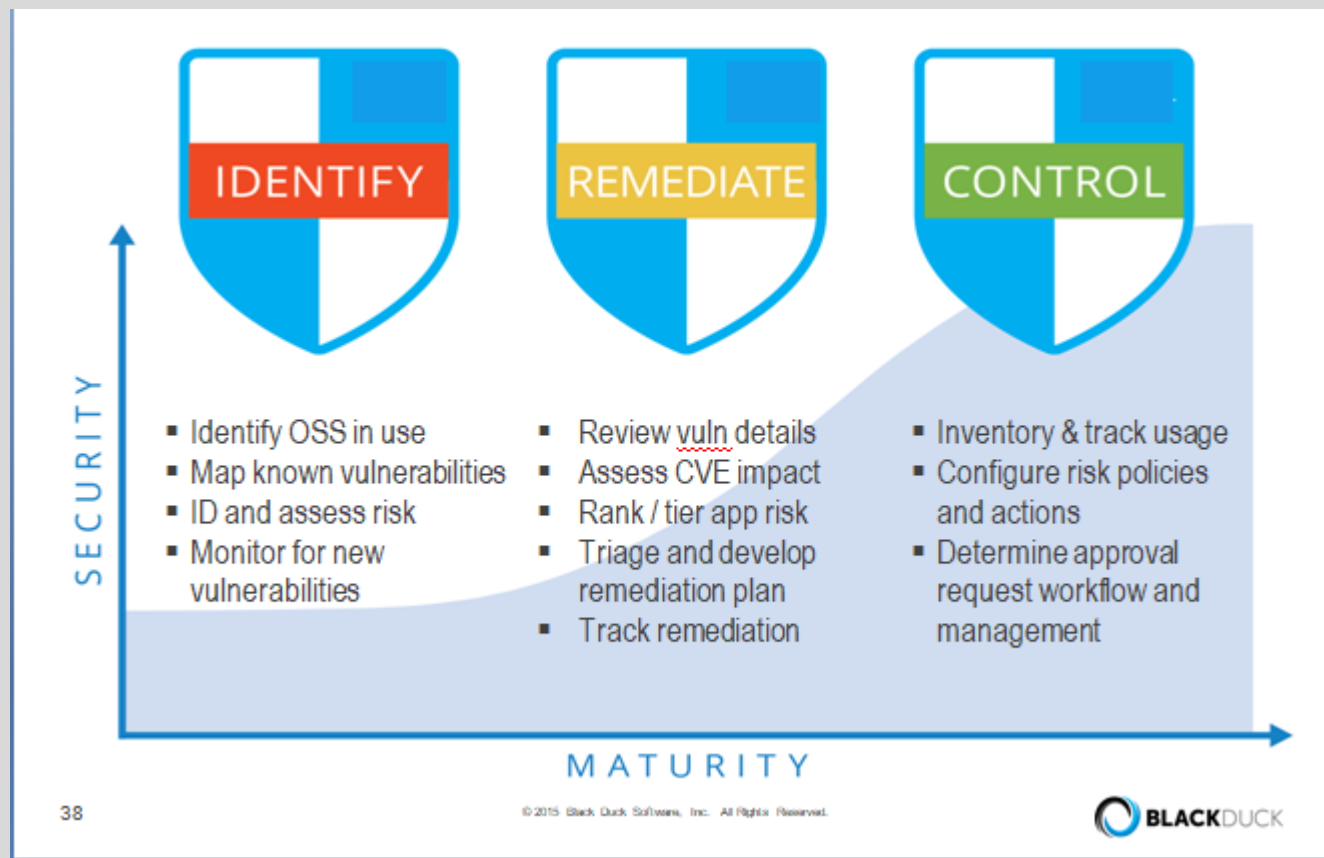 IDENTIFY
REMEDIATE
CONTROL
SECURITY
▪ Identify OSS in use
▪ Map known vulnerabilities
▪ ID and assess risk
▪ Monitor for new
vulnerabilities
▪ Review vuln details
▪ Assess CVE impact
▪ Rank / tier app risk
▪ Triage and develop
remediation plan
▪ Track remediation
▪ Inventory & track usage
▪ Configure risk policies
and actions
▪ Determine approval
request workflow and
management
MATURITY
38
© 2015 Black Duck Software, Inc. All Rights Reserved.
BLACKDUCK